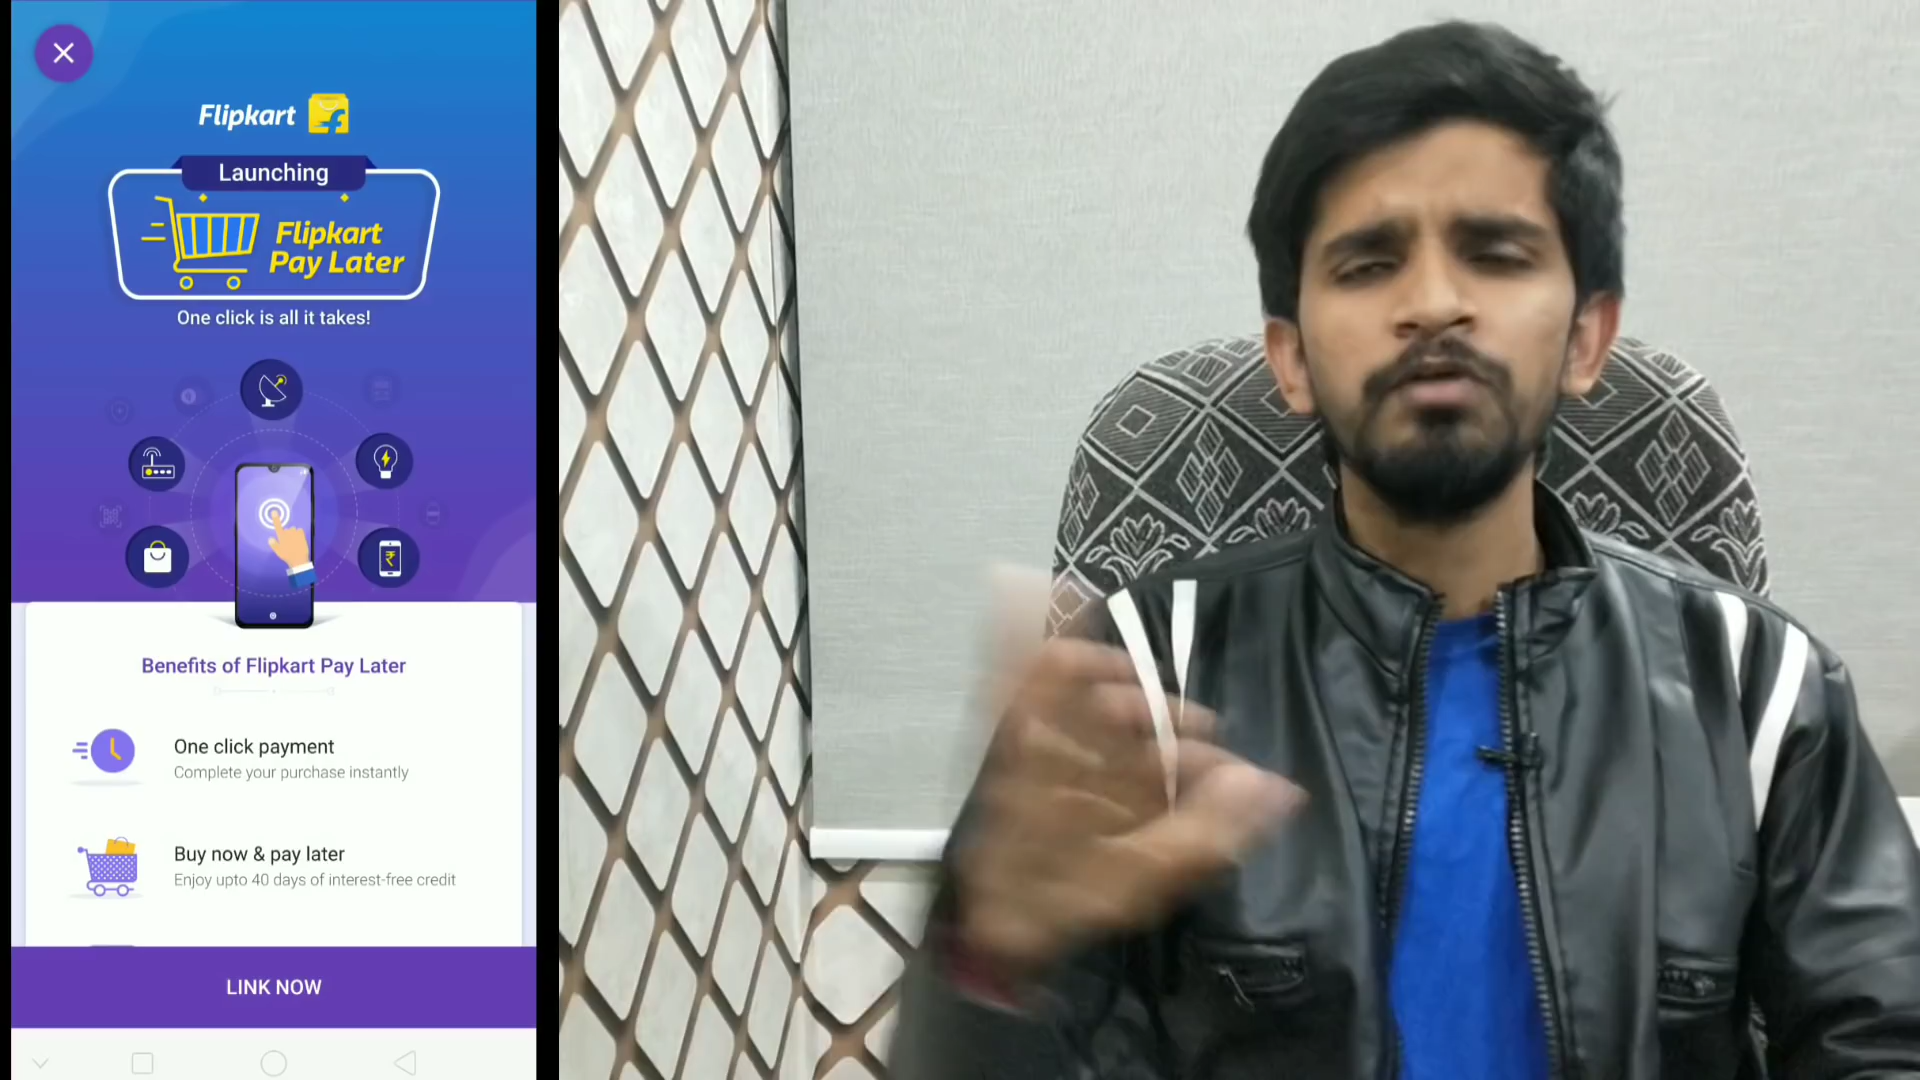 Flipkart
Launching
Flipkart
Pay Later
One click is all it takes!
Benefits of Flipkart Pay Later
One click payment
Complete your purchase instantly
Buy now & pay later
Enjoy upto 40 days of interest-free credit
LINK NOW